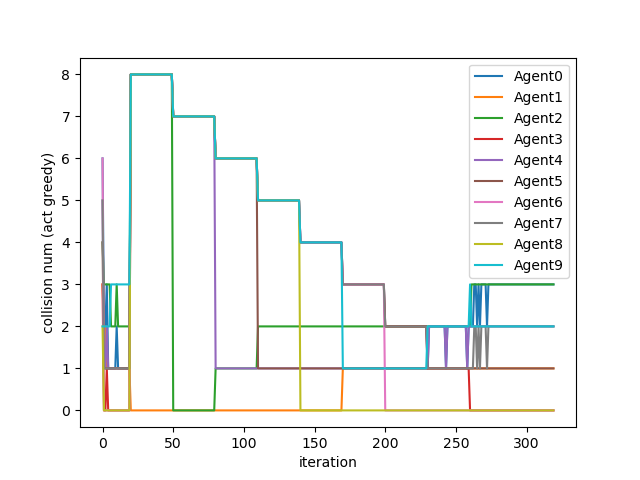 8
7
6
5
4
3
2
1
0
collision num (act greedy)
0
50
100
150
200
250
300
iteration
Agent0
Agent1
Agent2
Agent3
Agent4
Agent5
Agent6
Agent7
Agent8
Agent9